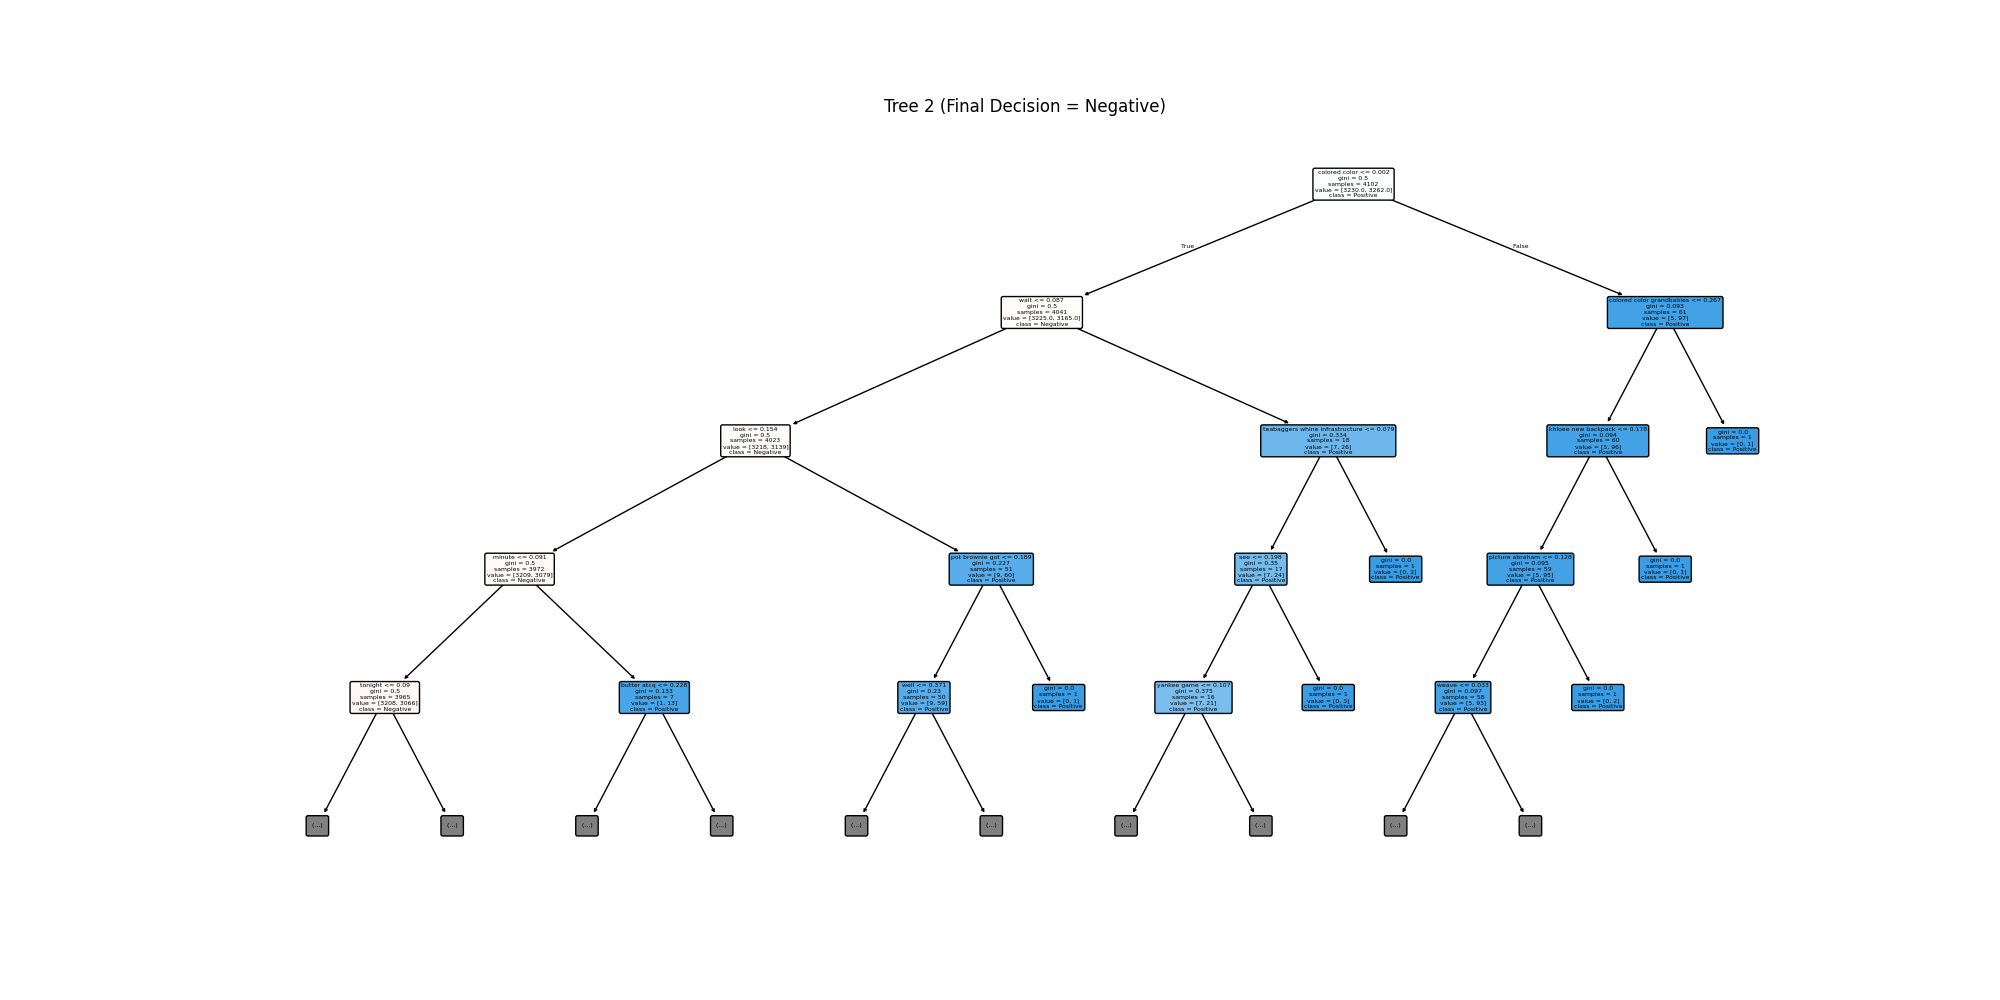 Tree 2 (Final Decision = Negative)
colored color <= 0.002
gini = 0.5
samples = 4102
value = [3230.0, 3262.0]
class = Positive
True
False
wait <= 0.087
gini = 0.5
samples = 4041
value = [3225.0, 3165.0]
class = Negative
colored color grandbabies <= 0.267
gini = 0.093
samples = 61
value = [5, 97]
class = Positive
look <= 0.154
gini = 0.5
samples = 4023
value = [3218, 3139]
class = Negative
teabaggers whine infrastructure <= 0.079
gini = 0.334
samples = 18
value = [7, 26]
class = Positive
khloee new backpack <= 0.178
gini = 0.094
samples = 60
value = [5, 96]
class = Positive
gini = 0.0
samples = 1
value = [0, 1]
class = Positive
minute <= 0.091
gini = 0.5
samples = 3972
value = [3209, 3079]
class = Negative
pot brownie got <= 0.189
gini = 0.227
samples = 51
value = [9, 60]
class = Positive
see <= 0.198
gini = 0.35
samples = 17
value = [7, 24]
class = Positive
gini = 0.0
samples = 1
value = [0, 2]
class = Positive
picture abraham <= 0.128
gini = 0.095
samples = 59
value = [5, 95]
class = Positive
gini = 0.0
samples = 1
value = [0, 1]
class = Positive
tonight <= 0.09
gini = 0.5
samples = 3965
value = [3208, 3066]
class = Negative
butter atcq <= 0.228
gini = 0.133
samples = 7
value = [1, 13]
class = Positive
well <= 0.371
gini = 0.23
samples = 50
value = [9, 59]
class = Positive
gini = 0.0
samples = 1
value = [0, 1]
class = Positive
yankee game <= 0.107
gini = 0.375
samples = 16
value = [7, 21]
class = Positive
gini = 0.0
samples = 1
value = [0, 3]
class = Positive
weave <= 0.033
gini = 0.097
samples = 58
value = [5, 93]
class = Positive
gini = 0.0
samples = 1
value = [0, 2]
class = Positive
(...)
(...)
(...)
(...)
(...)
(...)
(...)
(...)
(...)
(...)